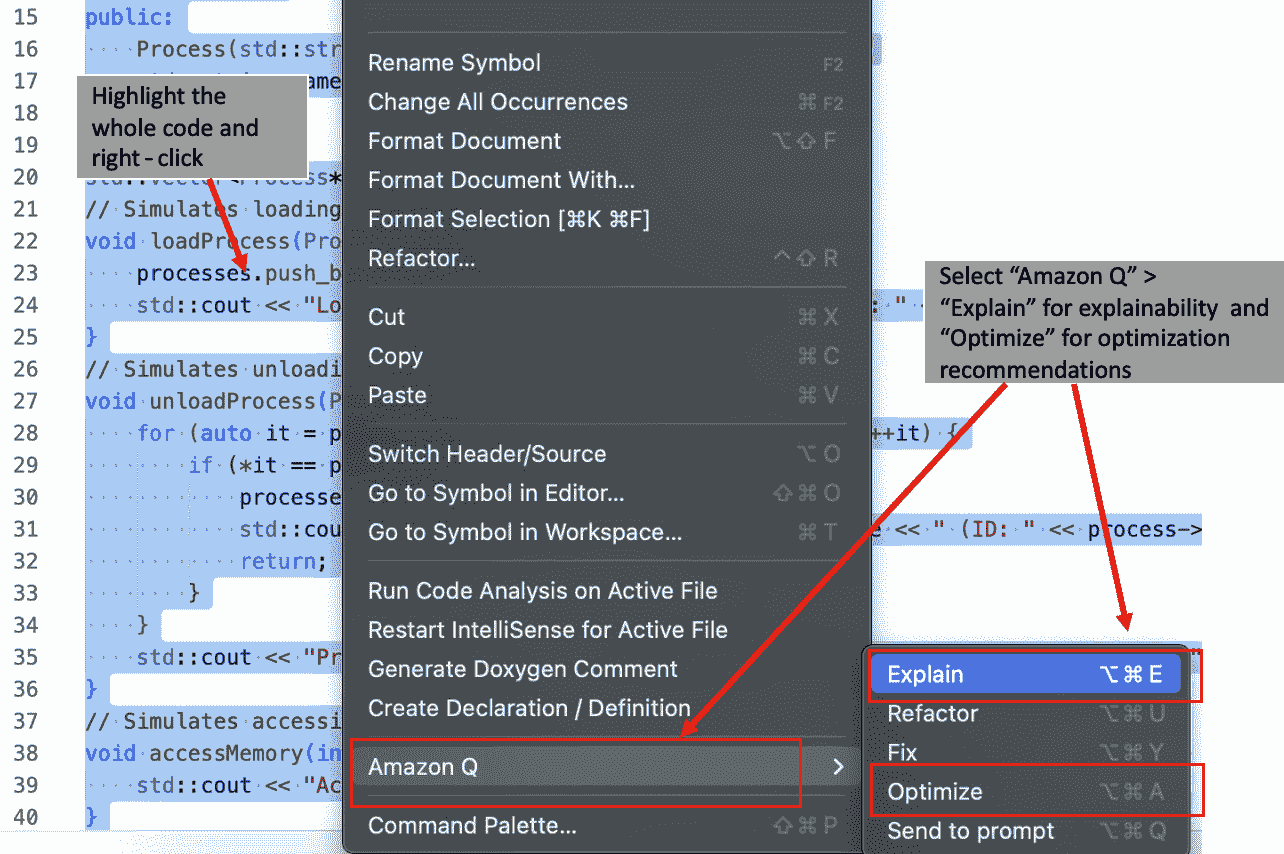 15 public:
16 Process(std::str
17 ame
18
19
20 std::vector<Process*
21 // Simulates loading
22 void loadProcess(Pro
23 processes.push_b
24 std::cout << "Lo : "
25 }
26 // Simulates unloadi
27 void unloadProcess(P
28 for (auto it = p ++it) {
29 if (*it == p
30 processe
31 std::cou e << " (ID: " << process->
32 return;
33 }
34 }
35 std::cout << "Pr "
36 }
37 // Simulates accessi
38 void accessMemory(in
39 std::cout << "Ac
40 }
Highlight the
whole code and
right-click
Rename Symbol F2
Change All Occurrences ⌘ F2
Format Document ⌥⇧ F
Format Document With...
Format Selection [⌘K ⌘F]
Refactor... ^⇧ R
Cut ⌘ X
Copy ⌘ C
Paste ⌘ V
Switch Header/Source ⌥ O
Go to Symbol in Editor... ⇧⌘ O
Go to Symbol in Workspace... ⌘ T
Run Code Analysis on Active File
Restart IntelliSense for Active File
Generate Doxygen Comment
Create Declaration / Definition
Amazon Q >
Command Palette... ⇧⌘ P
Select “Amazon Q” >
“Explain” for explainability and
“Optimize” for optimization
recommendations
Explain ⌥⌘ E
Refactor ⌥⌘ U
Fix ⌥⌘ Y
Optimize ⌥⌘ A
Send to prompt ⌥⌘ Q